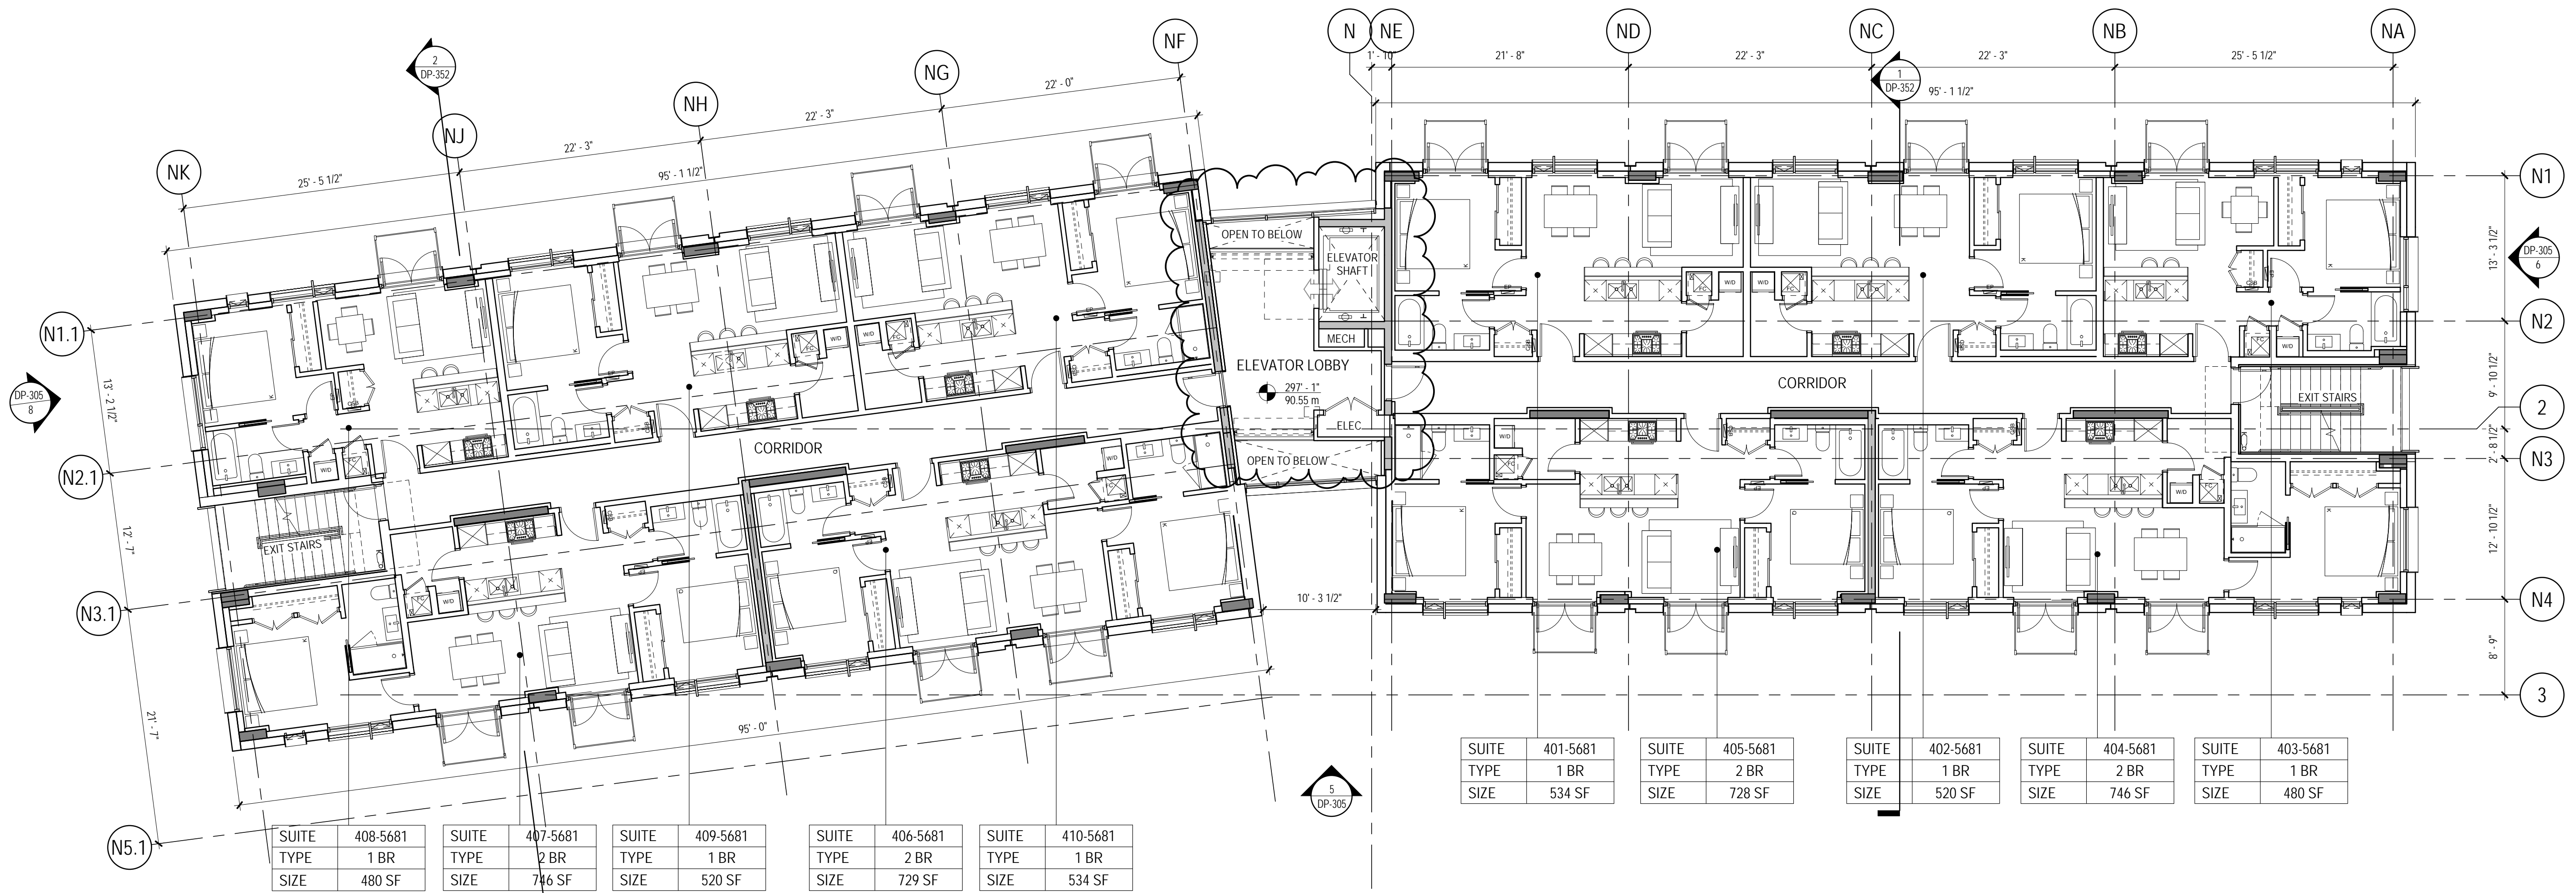 N
NE
ND
NC
NB
NA
NF
NG
NH
NJ
NK
2
DP-352
1
DP-352
1' - 10"
21' - 8"
22' - 3"
22' - 3"
25' - 5 1/2"
95' - 1 1/2"
22' - 0"
22' - 3"
22' - 3"
25' - 5 1/2"
95' - 1 1/2"
N1
13' - 3 1/2"
DP-305
6
N2
9' - 10 1/2"
2
2' - 8 1/2"
N3
12' - 10 1/2"
N4
8' - 9"
3
N1.1
13' - 2 1/2"
DP-305
8
N2.1
12' - 7"
N3.1
21' - 7"
N5.1
OPEN TO BELOW
ELEVATOR
SHAFT
MECH
ELEVATOR LOBBY
297' - 1"
90.55 m
ELEC
OPEN TO BELOW
CORRIDOR
CORRIDOR
EXIT STAIRS
EXIT STAIRS
FC
W/D
W/D
FC
FC
W/D
W/D
FC
W/D
FC
FC
W/D
W/D
FC
W/D
FC
W/D
FC
FC
W/D
10' - 3 1/2"
95' - 0"
5
DP-305
SUITE 401-5681
TYPE 1 BR
SIZE 534 SF
SUITE 405-5681
TYPE 2 BR
SIZE 728 SF
SUITE 402-5681
TYPE 1 BR
SIZE 520 SF
SUITE 404-5681
TYPE 2 BR
SIZE 746 SF
SUITE 403-5681
TYPE 1 BR
SIZE 480 SF
SUITE 408-5681
TYPE 1 BR
SIZE 480 SF
SUITE 407-5681
TYPE 2 BR
SIZE 746 SF
SUITE 409-5681
TYPE 1 BR
SIZE 520 SF
SUITE 406-5681
TYPE 2 BR
SIZE 729 SF
SUITE 410-5681
TYPE 1 BR
SIZE 534 SF